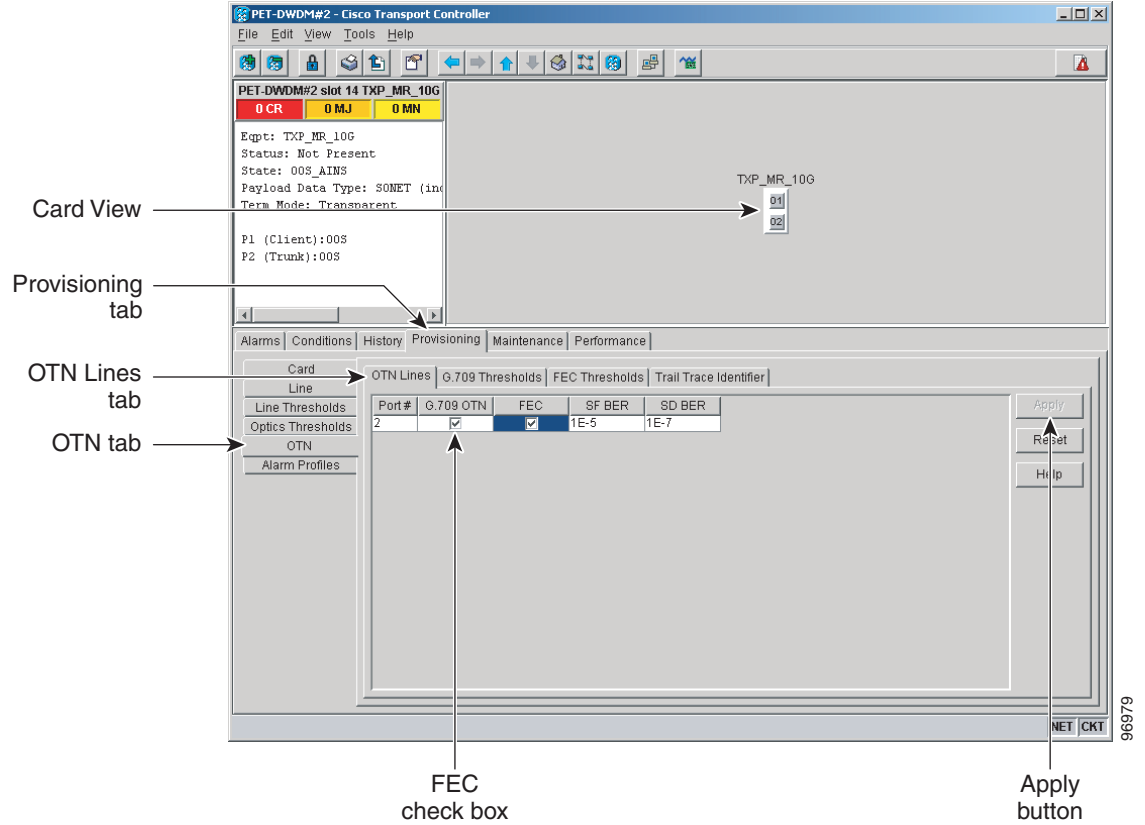 PET-DWDM#2 - Cisco Transport Controller
File Edit View Tools Help
PET-DWDM#2 slot 14 TXP_MR_10G
0 CR 0 MJ 0 MN
Eqpt: TXP_MR_10G
Status: Not Present
State: OOS_AINS
Payload Data Type: SONET (inc
Term Mode: Transparent
P1 (Client):OOS
P2 (Trunk):OOS
TXP_MR_10G
01
02
Card View
Provisioning
tab
OTN Lines
tab
OTN tab
Alarms Conditions History Provisioning Maintenance Performance
Card
Line
Line Thresholds
Optics Thresholds
OTN
Alarm Profiles
OTN Lines G.709 Thresholds FEC Thresholds Trail Trace Identifier
Port # G.709 OTN FEC SF BER SD BER
2 1E-5 1E-7
Apply
Reset
Help
NET CKT
96979
FEC
check box
Apply
button